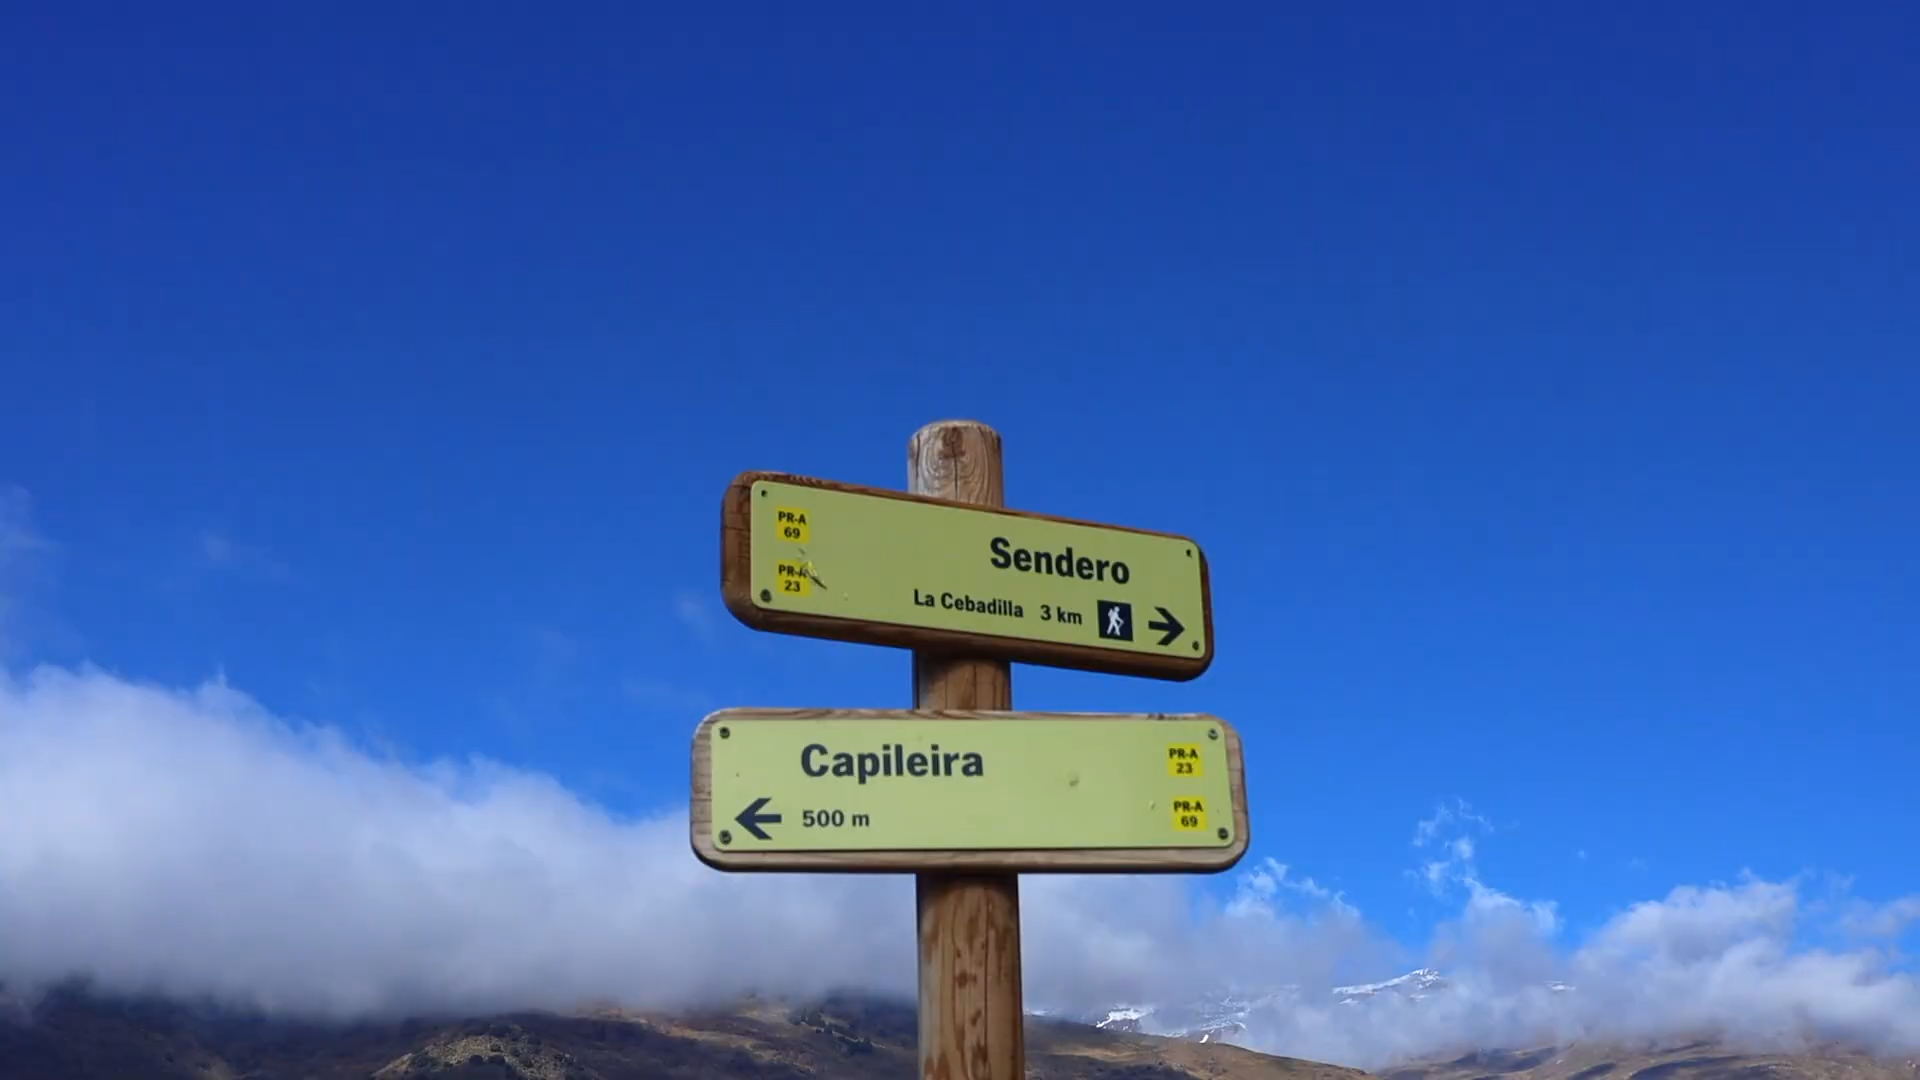 PR-A
69
Sendero
PR-A
23
La Cebadilla 3 km
Capileira
PR-A
23
500 m
PR-A
69